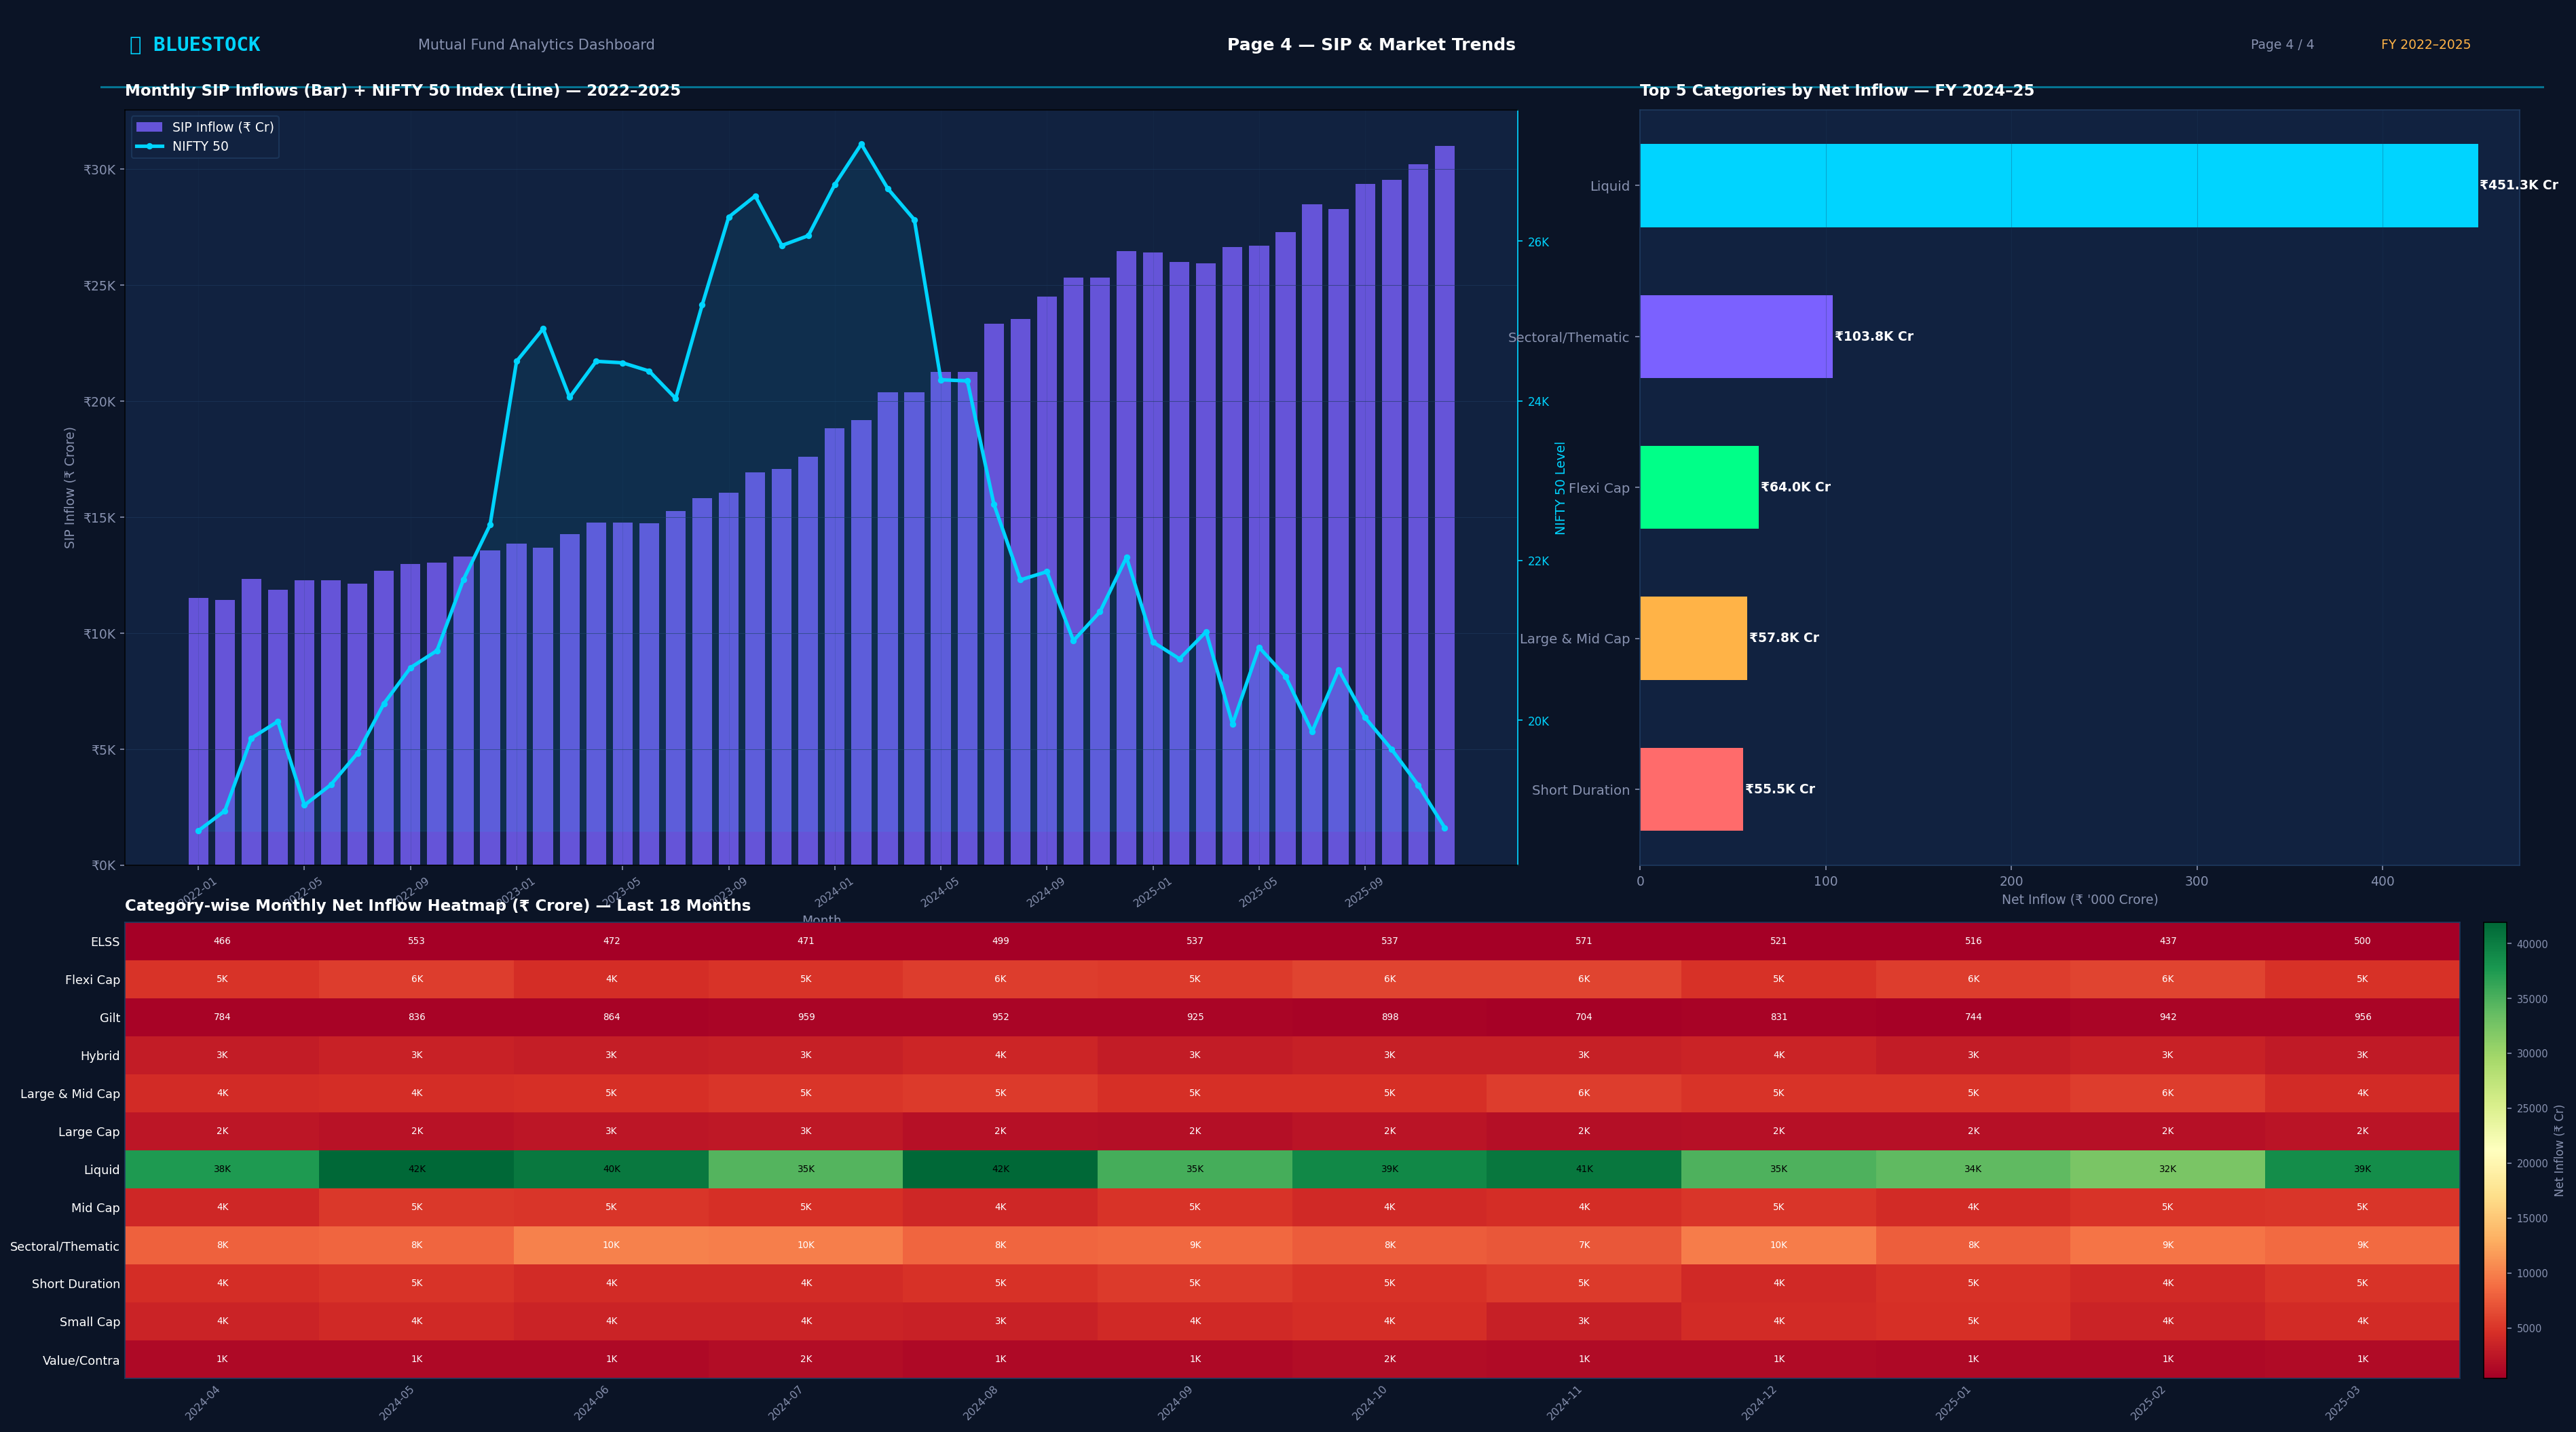 BLUESTOCK
Mutual Fund Analytics Dashboard
Page 4 — SIP & Market Trends
Page 4 / 4
FY 2022–2025
Monthly SIP Inflows (Bar) + NIFTY 50 Index (Line) — 2022–2025
SIP Inflow (₹ Cr)
NIFTY 50
SIP Inflow (₹ Crore)
₹30K
₹25K
₹20K
₹15K
₹10K
₹5K
₹0K
26K
24K
22K
20K
NIFTY 50 Level
2022-01 2022-05 2022-09 2023-01 2023-05 2023-09 2024-01 2024-05 2024-09 2025-01 2025-05 2025-09
Month
Top 5 Categories by Net Inflow — FY 2024–25
Liquid ₹451.3K Cr
Sectoral/Thematic ₹103.8K Cr
Flexi Cap ₹64.0K Cr
Large & Mid Cap ₹57.8K Cr
Short Duration ₹55.5K Cr
0 100 200 300 400
Net Inflow (₹ '000 Crore)
Category-wise Monthly Net Inflow Heatmap (₹ Crore) — Last 18 Months
ELSS 466 553 472 471 499 537 537 571 521 516 437 500
Flexi Cap 5K 6K 4K 5K 6K 5K 6K 6K 5K 6K 6K 5K
Gilt 784 836 864 959 952 925 898 704 831 744 942 956
Hybrid 3K 3K 3K 3K 4K 3K 3K 3K 4K 3K 3K 3K
Large & Mid Cap 4K 4K 5K 5K 5K 5K 5K 6K 5K 5K 6K 4K
Large Cap 2K 2K 3K 3K 2K 2K 2K 2K 2K 2K 2K 2K
Liquid 38K 42K 40K 35K 42K 35K 39K 41K 35K 34K 32K 39K
Mid Cap 4K 5K 5K 5K 4K 5K 4K 4K 5K 4K 5K 5K
Sectoral/Thematic 8K 8K 10K 10K 8K 9K 8K 7K 10K 8K 9K 9K
Short Duration 4K 5K 4K 4K 5K 5K 5K 5K 4K 5K 4K 5K
Small Cap 4K 4K 4K 4K 3K 4K 4K 3K 4K 5K 4K 4K
Value/Contra 1K 1K 1K 2K 1K 1K 2K 1K 1K 1K 1K 1K
2024-04 2024-05 2024-06 2024-07 2024-08 2024-09 2024-10 2024-11 2024-12 2025-01 2025-02 2025-03
40000
35000
30000
25000
20000
15000
10000
5000
Net Inflow (₹ Cr)